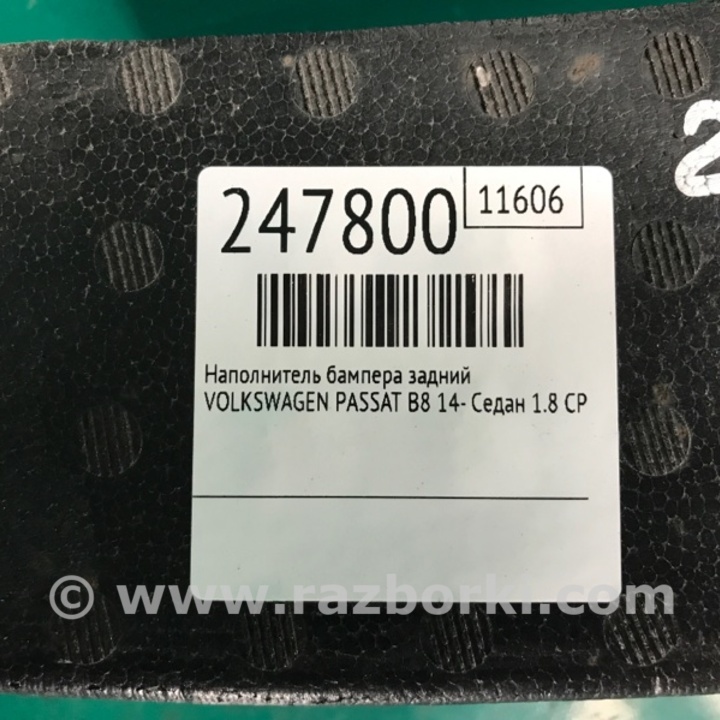 247800
11606
Наполнитель бампера задний
VOLKSWAGEN PASSAT B8 14- Седан 1.8 CP
© www.razborki.com
2